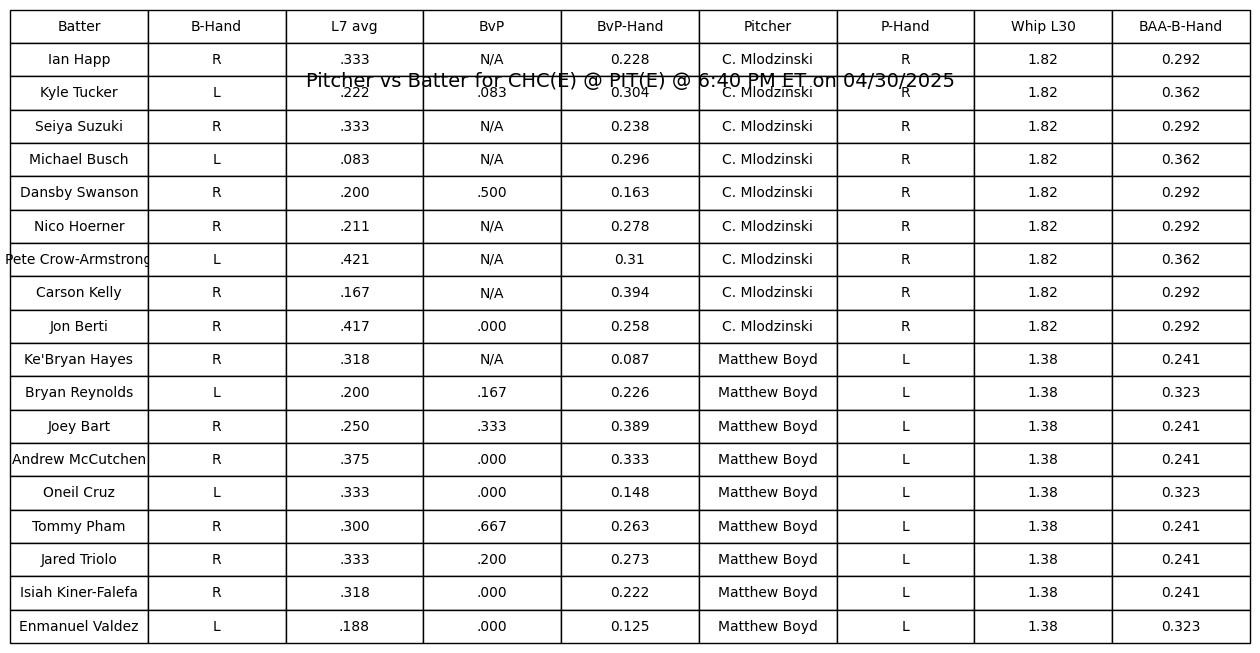 Batter B-Hand L7 avg BvP BvP-Hand Pitcher P-Hand Whip L30 BAA-B-Hand
Ian Happ R .333 N/A 0.228 C. Mlodzinski R 1.82 0.292
Pitcher vs Batter for CHC(E) @ PIT(E) @ 6:40 PM ET on 04/30/2025
Kyle Tucker L .222 .083 0.304 C. Mlodzinski R 1.82 0.362
Seiya Suzuki R .333 N/A 0.238 C. Mlodzinski R 1.82 0.292
Michael Busch L .083 N/A 0.296 C. Mlodzinski R 1.82 0.362
Dansby Swanson R .200 .500 0.163 C. Mlodzinski R 1.82 0.292
Nico Hoerner R .211 N/A 0.278 C. Mlodzinski R 1.82 0.292
Pete Crow-Armstrong L .421 N/A 0.31 C. Mlodzinski R 1.82 0.362
Carson Kelly R .167 N/A 0.394 C. Mlodzinski R 1.82 0.292
Jon Berti R .417 .000 0.258 C. Mlodzinski R 1.82 0.292
Ke'Bryan Hayes R .318 N/A 0.087 Matthew Boyd L 1.38 0.241
Bryan Reynolds L .200 .167 0.226 Matthew Boyd L 1.38 0.323
Joey Bart R .250 .333 0.389 Matthew Boyd L 1.38 0.241
Andrew McCutchen R .375 .000 0.333 Matthew Boyd L 1.38 0.241
Oneil Cruz L .333 .000 0.148 Matthew Boyd L 1.38 0.323
Tommy Pham R .300 .667 0.263 Matthew Boyd L 1.38 0.241
Jared Triolo R .333 .200 0.273 Matthew Boyd L 1.38 0.241
Isiah Kiner-Falefa R .318 .000 0.222 Matthew Boyd L 1.38 0.241
Enmanuel Valdez L .188 .000 0.125 Matthew Boyd L 1.38 0.323